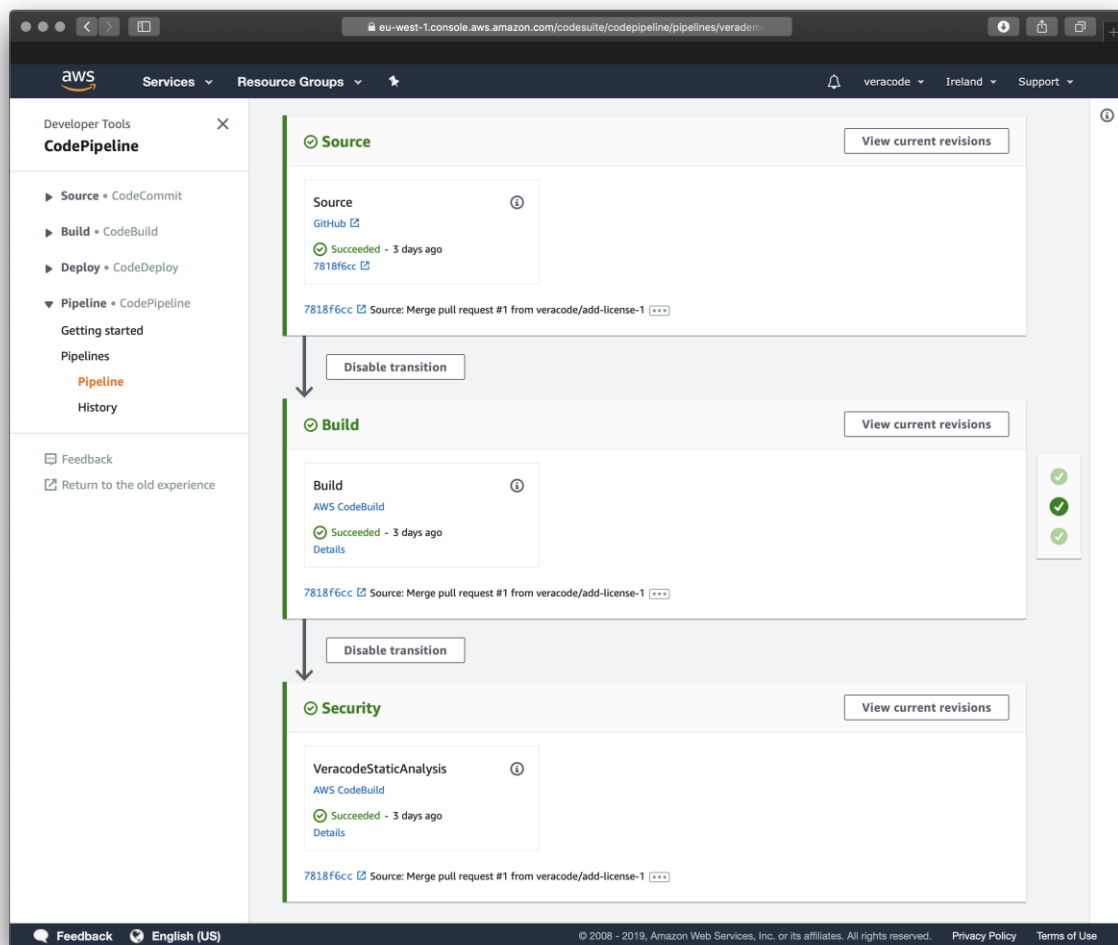 eu-west-1.console.aws.amazon.com/codesuite/codepipeline/pipelines/verademo
aws Services Resource Groups veracode Ireland Support
Developer Tools
CodePipeline
Source • CodeCommit
Build • CodeBuild
Deploy • CodeDeploy
Pipeline • CodePipeline
Getting started
Pipelines
Pipeline
History
Feedback
Return to the old experience
Source View current revisions
Source
GitHub
Succeeded - 3 days ago
7818f6cc
7818f6cc Source: Merge pull request #1 from veracode/add-license-1
Disable transition
Build View current revisions
Build
AWS CodeBuild
Succeeded - 3 days ago
Details
7818f6cc Source: Merge pull request #1 from veracode/add-license-1
Disable transition
Security View current revisions
VeracodeStaticAnalysis
AWS CodeBuild
Succeeded - 3 days ago
Details
7818f6cc Source: Merge pull request #1 from veracode/add-license-1
Feedback English (US) © 2008 - 2019, Amazon Web Services, Inc. or its affiliates. All rights reserved. Privacy Policy Terms of Use